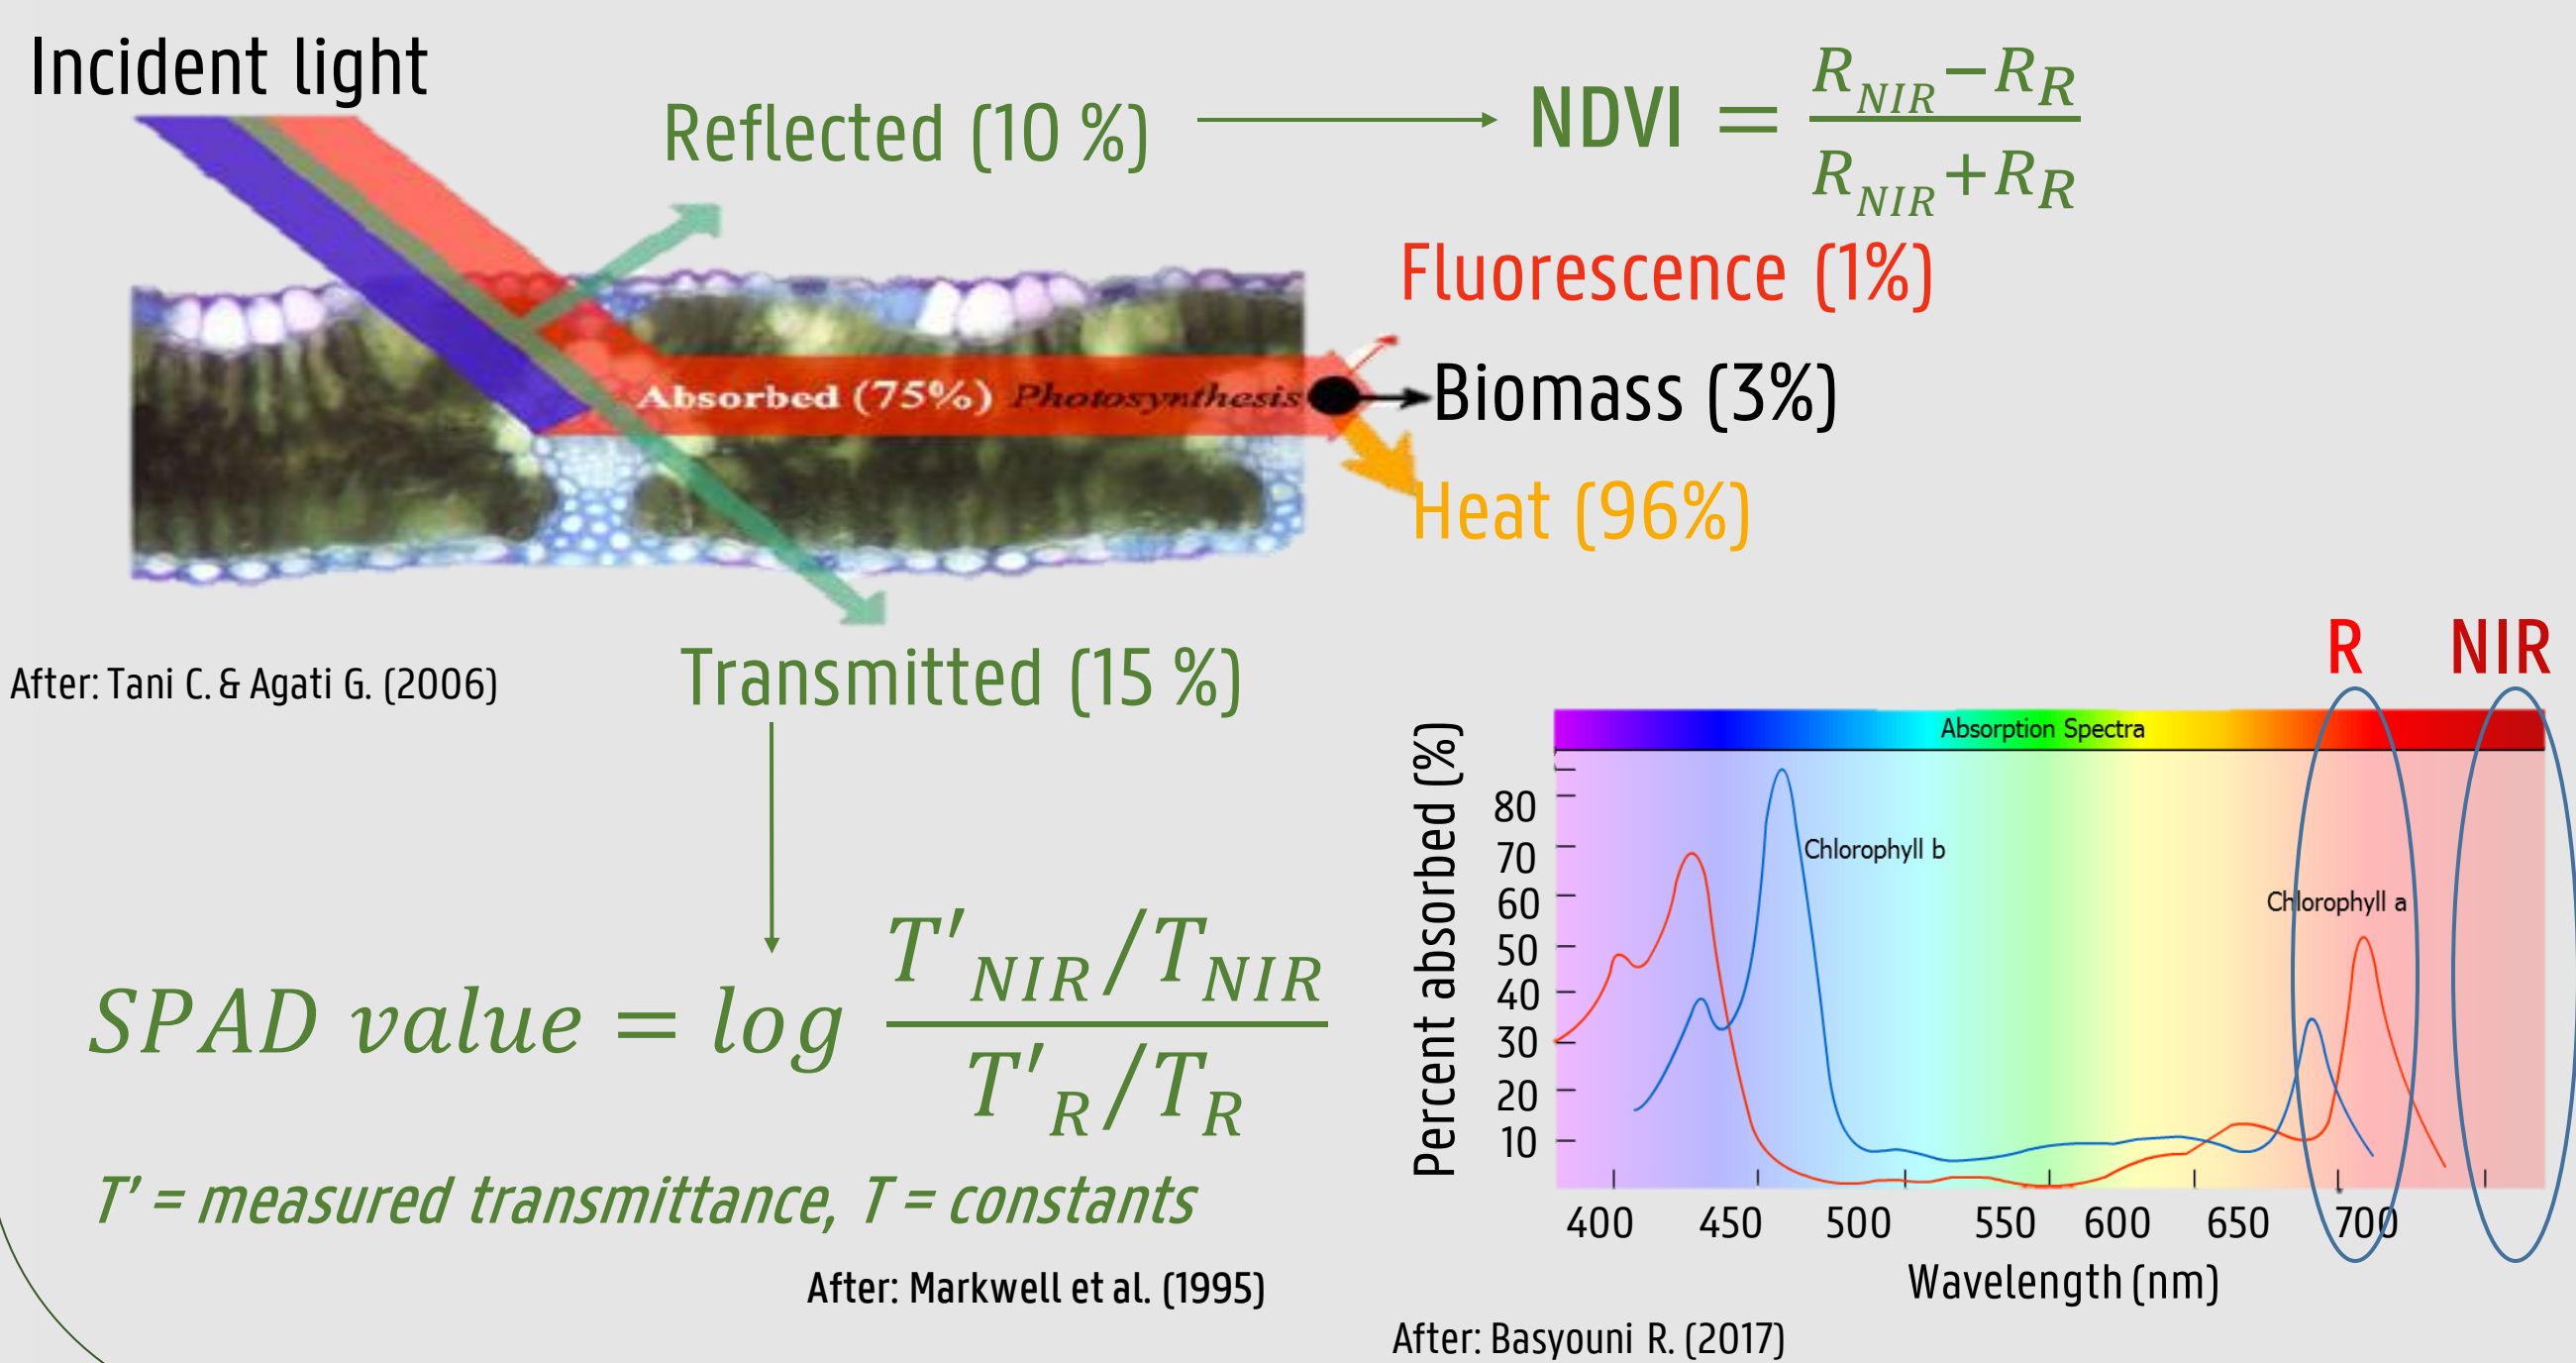 Incident light
Reflected (10 %)
NDVI = (R_NIR − R_R) / (R_NIR + R_R)
Fluorescence (1%)
Absorbed (75%) Photosynthesis
Biomass (3%)
Heat (96%)
After: Tani C. & Agati G. (2006)
Transmitted (15 %)
SPAD value = log (T′_NIR/T_NIR) / (T′_R/T_R)
T' = measured transmittance, T = constants
After: Markwell et al. (1995)
R NIR
Absorption Spectra
Percent absorbed (%)
80
70
60
50
40
30
20
10
Chlorophyll b
Chlorophyll a
400 450 500 550 600 650 700
Wavelength (nm)
After: Basyouni R. (2017)